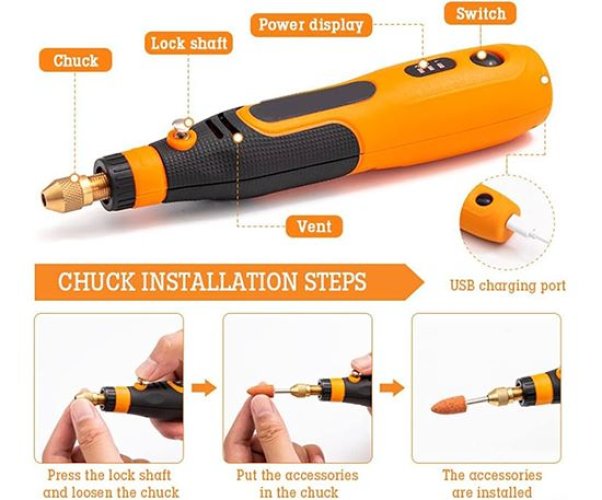 Switch
Power display
Lock shaft
Chuck
Vent
USB charging port
CHUCK INSTALLATION STEPS
Press the lock shaft
and loosen the chuck
Put the accessories
in the chuck
The accessories
are installed